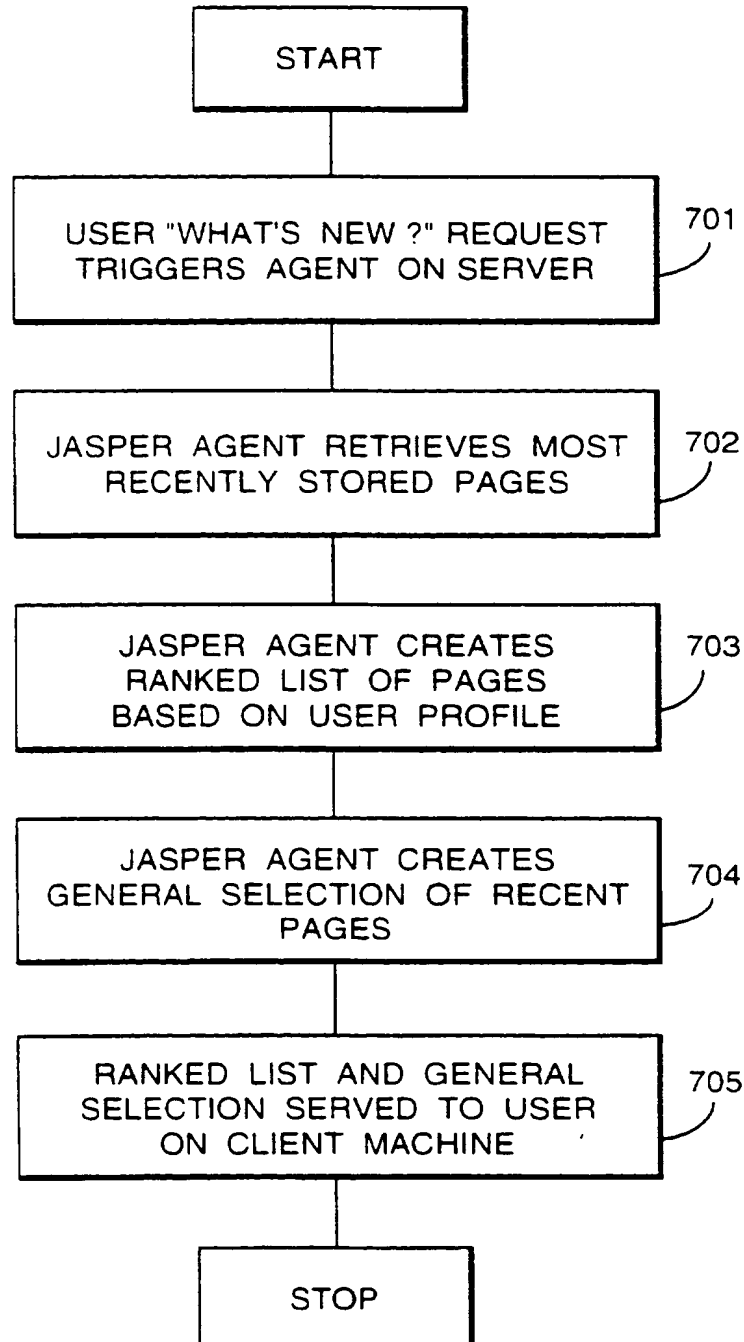 START
USER "WHAT'S NEW ?" REQUEST
TRIGGERS AGENT ON SERVER
701
JASPER AGENT RETRIEVES MOST
RECENTLY STORED PAGES
702
JASPER AGENT CREATES
RANKED LIST OF PAGES
BASED ON USER PROFILE
703
JASPER AGENT CREATES
GENERAL SELECTION OF RECENT
PAGES
704
RANKED LIST AND GENERAL
SELECTION SERVED TO USER
ON CLIENT MACHINE
705
STOP